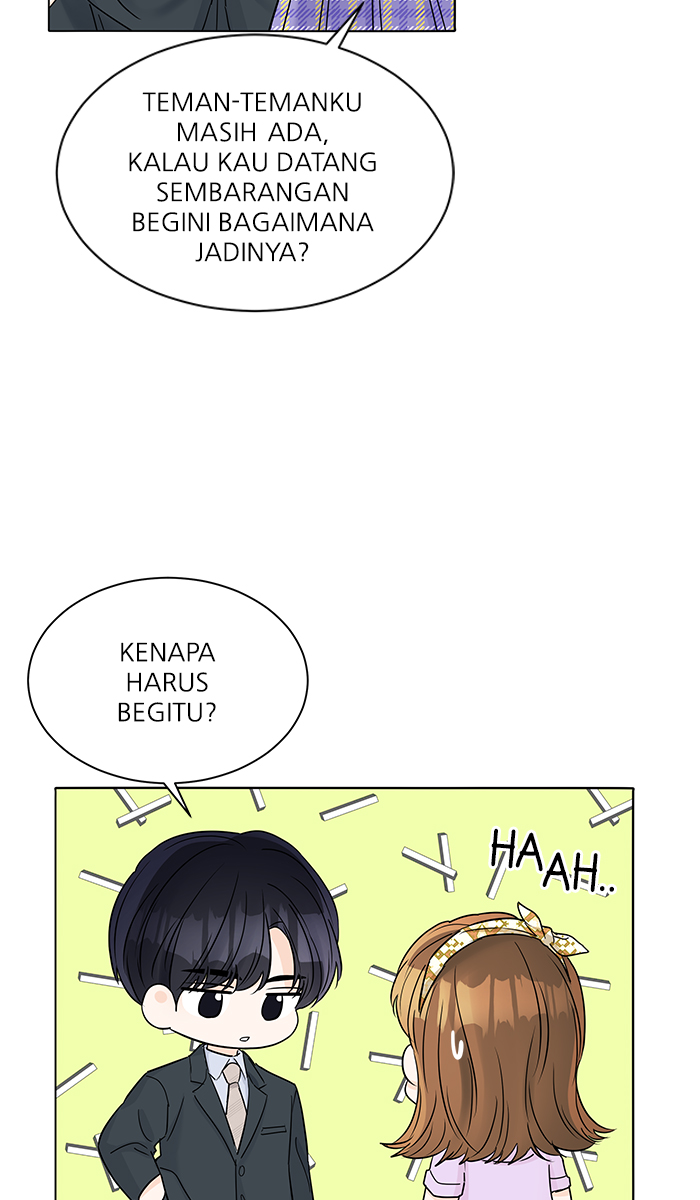 TEMAN-TEMANKU
MASIH ADA,
KALAU KAU DATANG
SEMBARANGAN
BEGINI BAGAIMANA
JADINYA?
KENAPA
HARUS
BEGITU?
HAAH..